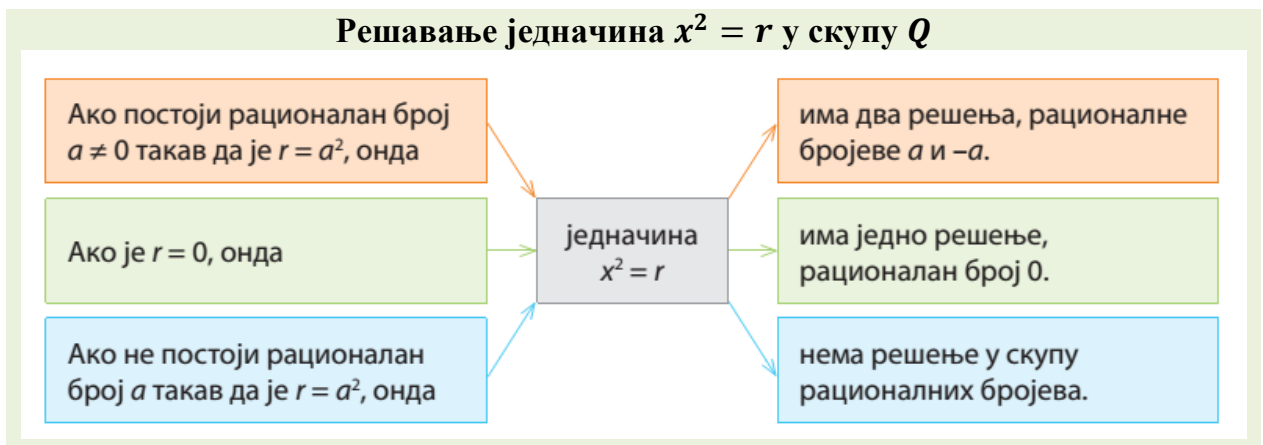 Решавање једначина x² = r у скупу Q
Ако постоји рационалан број
a ≠ 0 такав да је r = a², онда
има два решења, рационалне
бројеве a и –a.
Ако је r = 0, онда
једначина
x² = r
има једно решење,
рационалан број 0.
Ако не постоји рационалан
број a такав да је r = a², онда
нема решење у скупу
рационалних бројева.